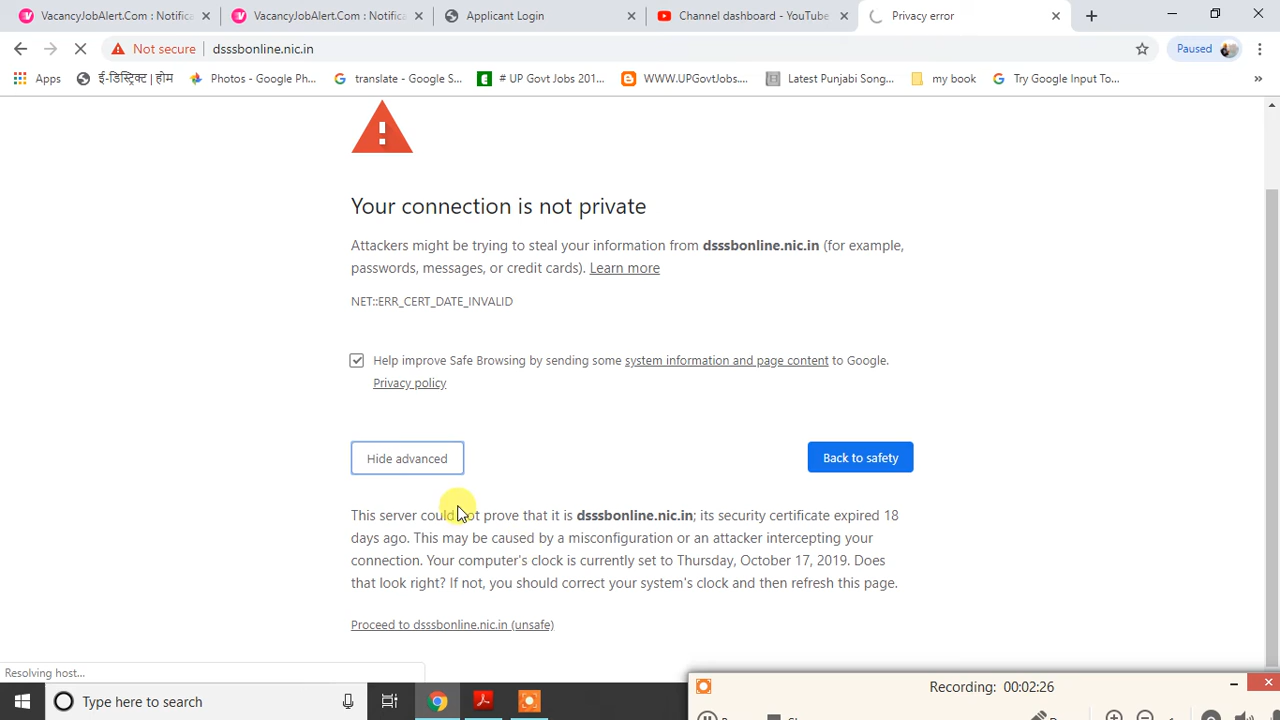 VacancyJobAlert.Com : Notifica
VacancyJobAlert.Com : Notifica
Applicant Login
Channel dashboard - YouTube
Privacy error
Not secure
dsssbonline.nic.in
Paused
Apps
ई-डिस्ट्रिक्ट | होम
Photos - Google Ph...
translate - Google S...
# UP Govt Jobs 201...
WWW.UPGovtJobs....
Latest Punjabi Song...
my book
Try Google Input To...
»
!
Your connection is not private
Attackers might be trying to steal your information from dsssbonline.nic.in (for example,
passwords, messages, or credit cards). Learn more
NET::ERR_CERT_DATE_INVALID
Help improve Safe Browsing by sending some system information and page content to Google.
Privacy policy
Hide advanced
Back to safety
This server could not prove that it is dsssbonline.nic.in; its security certificate expired 18
days ago. This may be caused by a misconfiguration or an attacker intercepting your
connection. Your computer's clock is currently set to Thursday, October 17, 2019. Does
that look right? If not, you should correct your system's clock and then refresh this page.
Proceed to dsssbonline.nic.in (unsafe)
Resolving host...
Type here to search
Recording: 00:02:26